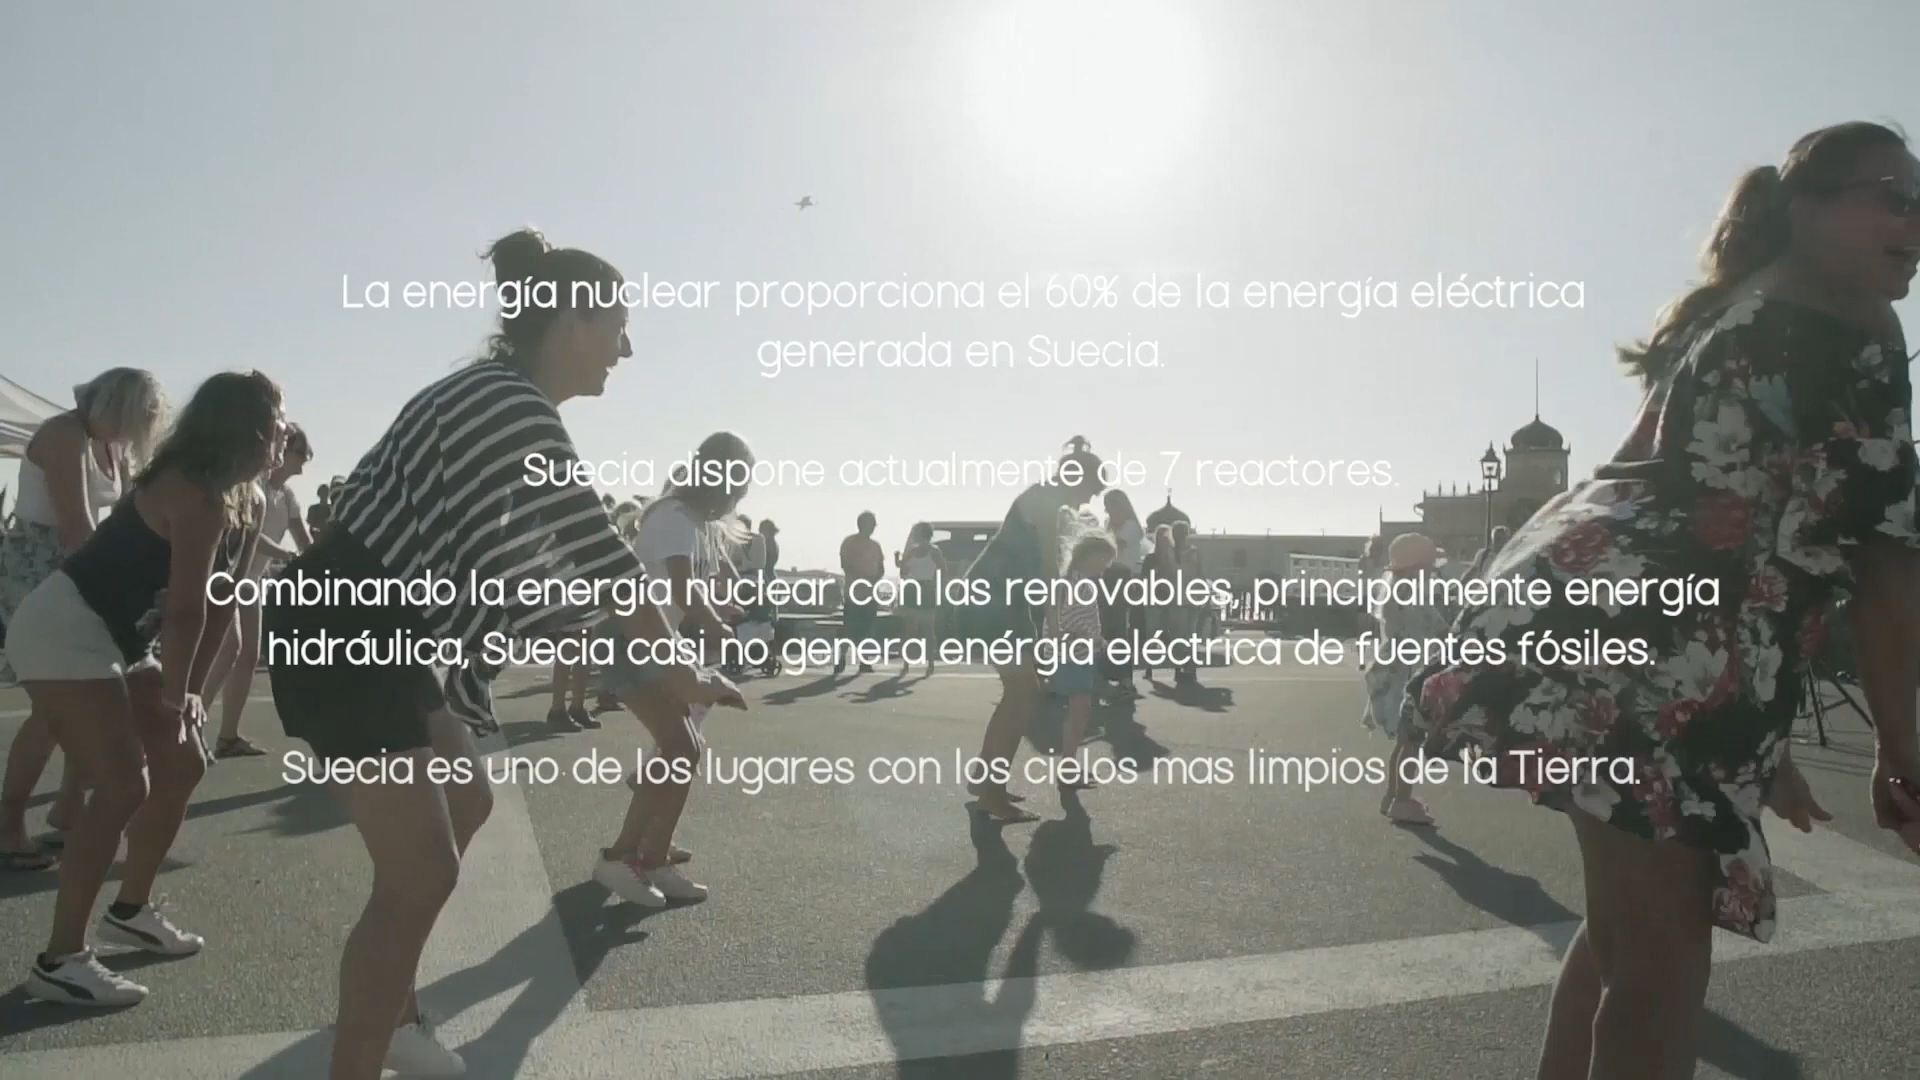 La energía nuclear proporciona el 60% de la energía eléctrica
generada en Suecia.
Suecia dispone actualmente de 7 reactores.
Combinando la energía nuclear con las renovables, principalmente energía
hidráulica, Suecia casi no genera enérgía eléctrica de fuentes fósiles.
Suecia es uno de los lugares con los cielos mas limpios de la Tierra.